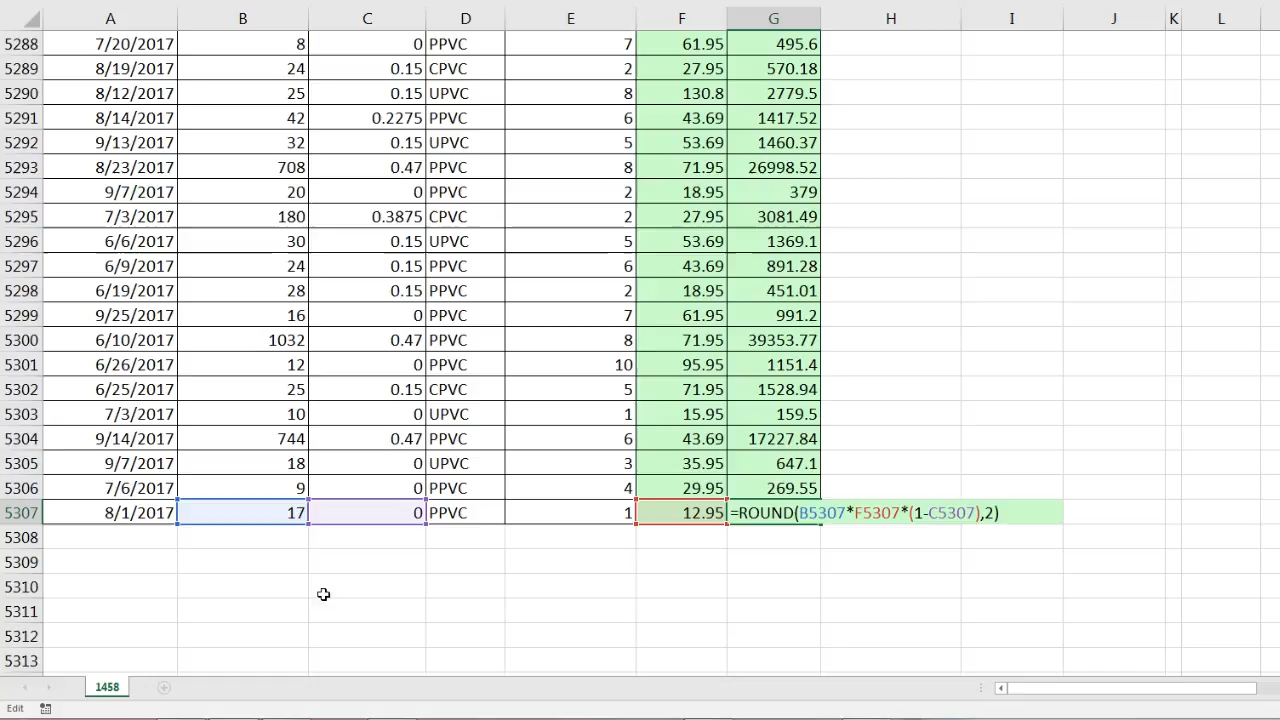 A B C D E F G H I J K L
5288 7/20/2017 8 0 PPVC 7 61.95 495.6
5289 8/19/2017 24 0.15 CPVC 2 27.95 570.18
5290 8/12/2017 25 0.15 UPVC 8 130.8 2779.5
5291 8/14/2017 42 0.2275 PPVC 6 43.69 1417.52
5292 9/13/2017 32 0.15 UPVC 5 53.69 1460.37
5293 8/23/2017 708 0.47 PPVC 8 71.95 26998.52
5294 9/7/2017 20 0 PPVC 2 18.95 379
5295 7/3/2017 180 0.3875 CPVC 2 27.95 3081.49
5296 6/6/2017 30 0.15 UPVC 5 53.69 1369.1
5297 6/9/2017 24 0.15 PPVC 6 43.69 891.28
5298 6/19/2017 28 0.15 PPVC 2 18.95 451.01
5299 9/25/2017 16 0 PPVC 7 61.95 991.2
5300 6/10/2017 1032 0.47 PPVC 8 71.95 39353.77
5301 6/26/2017 12 0 PPVC 10 95.95 1151.4
5302 6/25/2017 25 0.15 CPVC 5 71.95 1528.94
5303 7/3/2017 10 0 UPVC 1 15.95 159.5
5304 9/14/2017 744 0.47 PPVC 6 43.69 17227.84
5305 9/7/2017 18 0 UPVC 3 35.95 647.1
5306 7/6/2017 9 0 PPVC 4 29.95 269.55
5307 8/1/2017 17 0 PPVC 1 12.95 =ROUND(B5307*F5307*(1-C5307),2)
5308
5309
5310
5311
5312
5313
1458
Edit